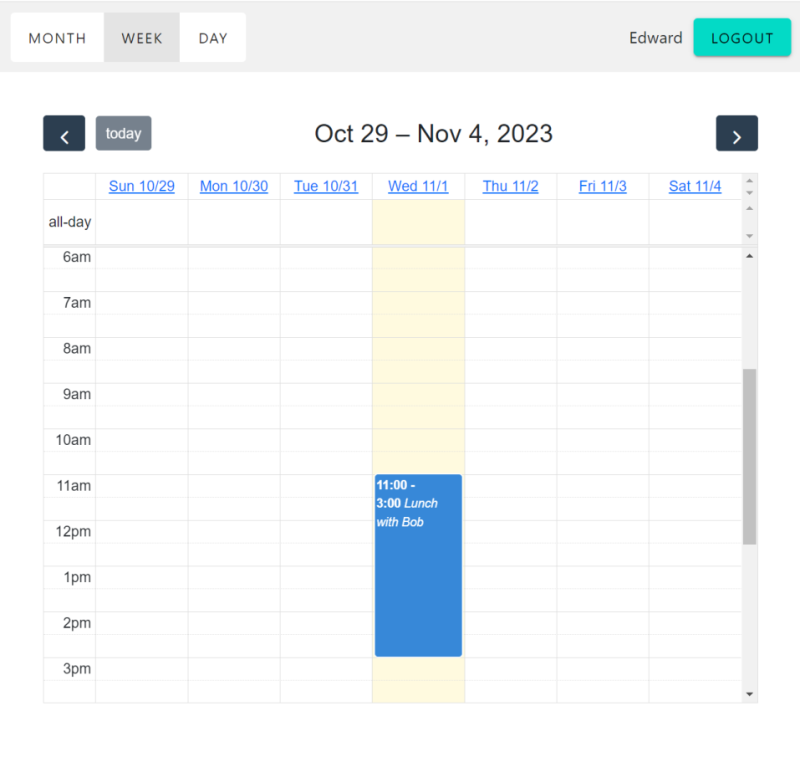 MONTH WEEK DAY Edward LOGOUT
today Oct 29 – Nov 4, 2023
Sun 10/29 Mon 10/30 Tue 10/31 Wed 11/1 Thu 11/2 Fri 11/3 Sat 11/4
all-day
6am
7am
8am
9am
10am
11am 11:00 -
3:00 Lunch
with Bob
12pm
1pm
2pm
3pm